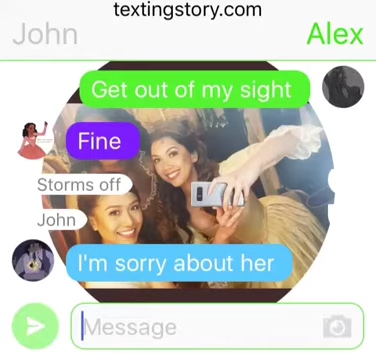 textingstory.com
John
Alex
Get out of my sight
Fine
Storms off
John
I'm sorry about her
Message